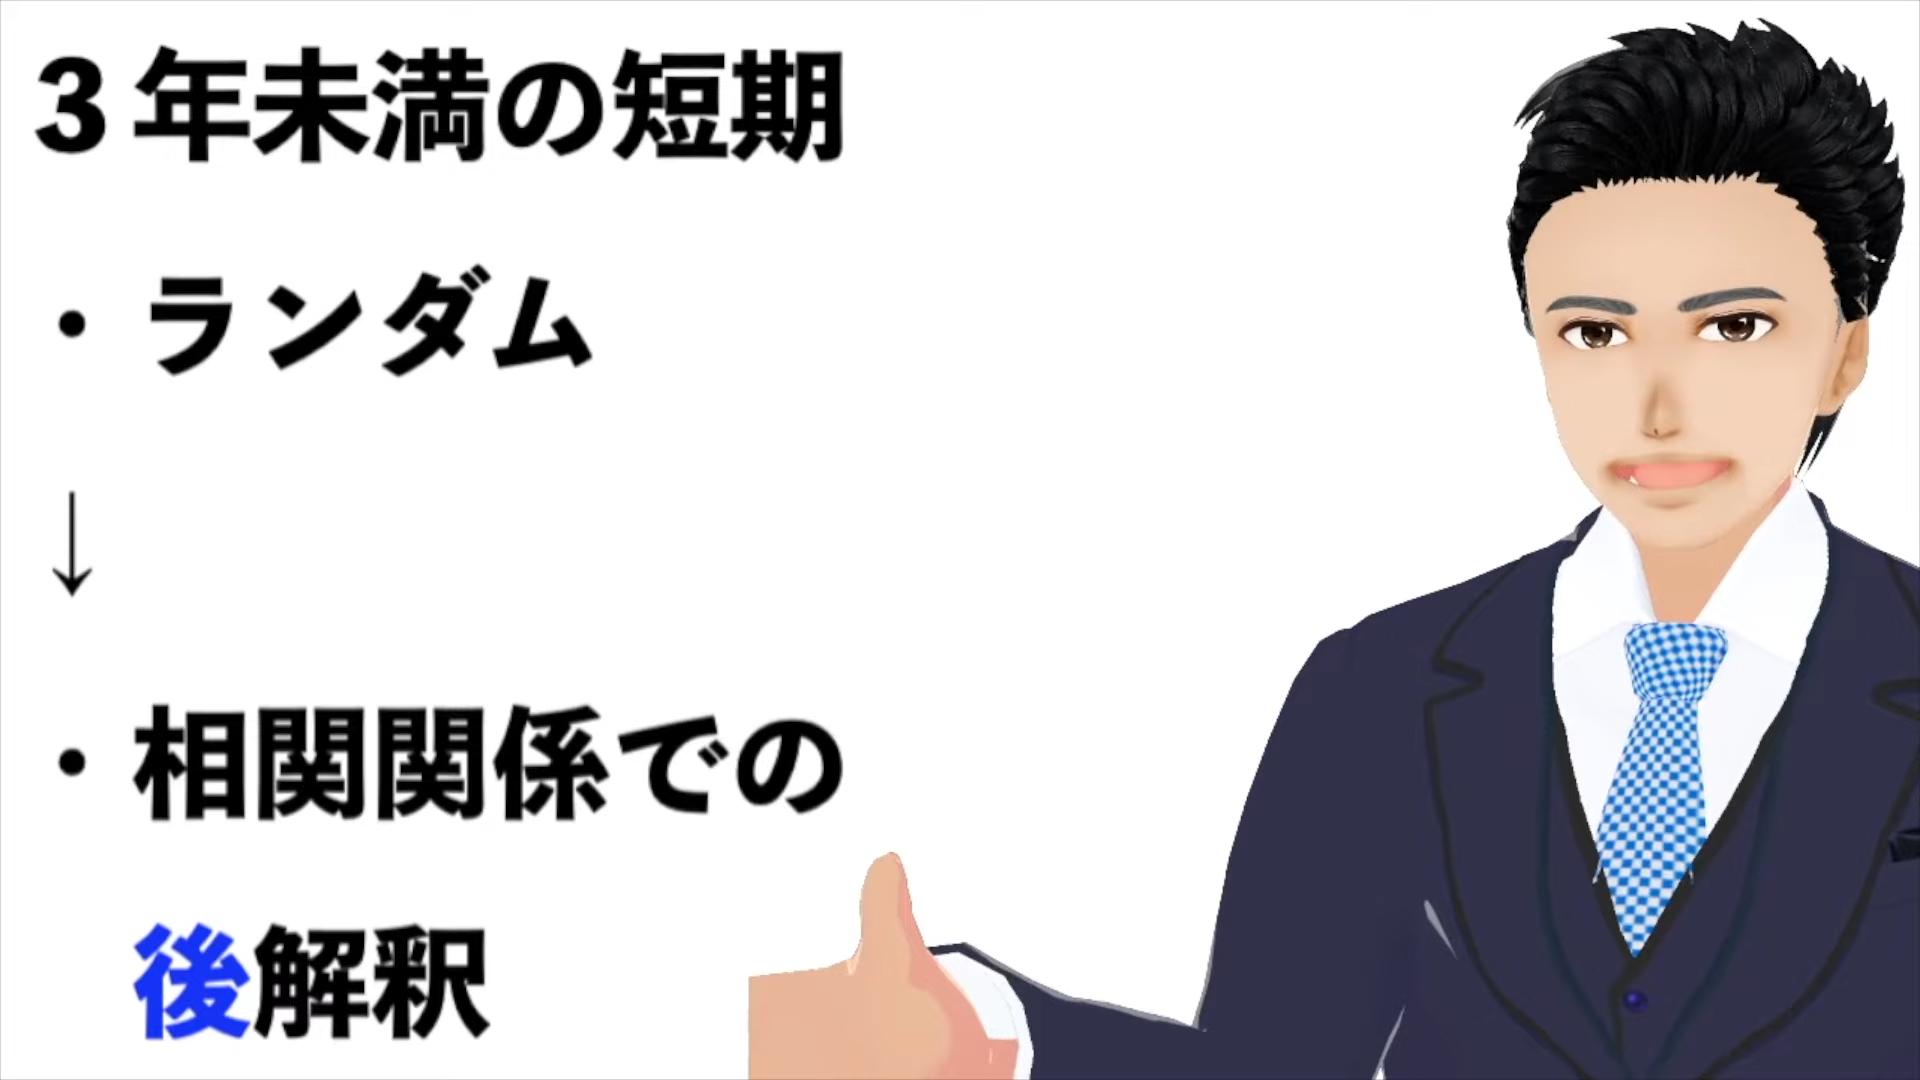 ３年未満の短期
・ランダム
↓
・相関関係での
後解釈